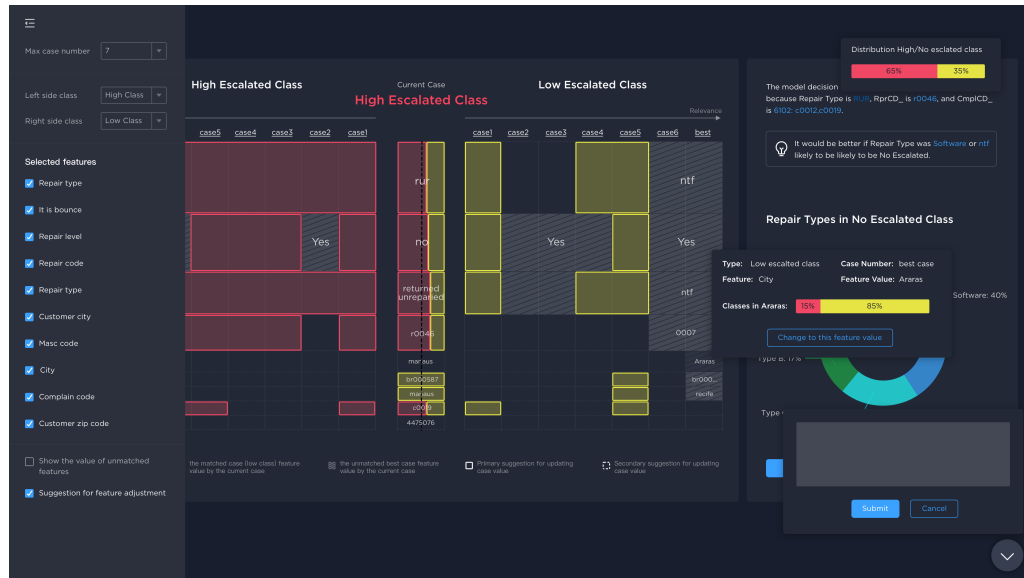 Max case number
7
Left side class
High Class
Right side class
Low Class
Selected features
Repair type
It is bounce
Repair level
Repair code
Repair type
Customer city
Masc code
City
Complain code
Customer zip code
Show the value of unmatched
features
Suggestion for feature adjustment
High Escalated Class
Current Case
High Escalated Class
Low Escalated Class
Relevance
case5 case4 case3 case2 case1
case1 case2 case3 case4 case5 case6 best
rur
ntf
Yes
no
Yes
Yes
returned
unreparied
ntf
r0046
0007
manaus
Araras
br000587
br000...
manaus
recife
c0019
4475076
the matched case (low class) feature
value by the current case
the unmatched best case feature
value by the current case
Primary suggestion for updating
case value
Secondary suggestion for updating
case value
Distribution High/No esclated class
65% 35%
The model decision
because Repair Type is RUR, RprCD_ is r0046, and CmplCD_
is 6102: c0012,c0019.
It would be better if Repair Type was Software or ntf
likely to be likely to be No Escalated.
Repair Types in No Escalated Class
Type: Low escalted class
Case Number: best case
Feature: City
Feature Value: Araras
Classes in Araras:
15% 85%
Change to this feature value
Software: 40%
Type B: 17%
Type
Submit
Cancel